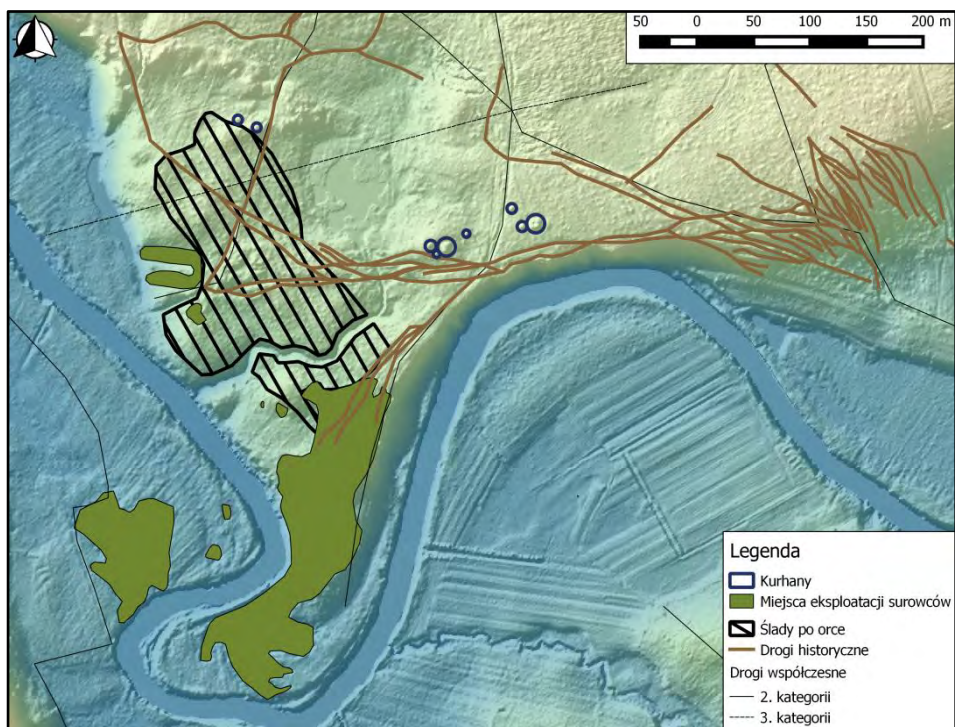 50 0 50 100 150 200 m
Legenda
Kurhany
Miejsca eksploatacji surowców
Ślady po orce
Drogi historyczne
Drogi współczesne
2. kategorii
3. kategorii